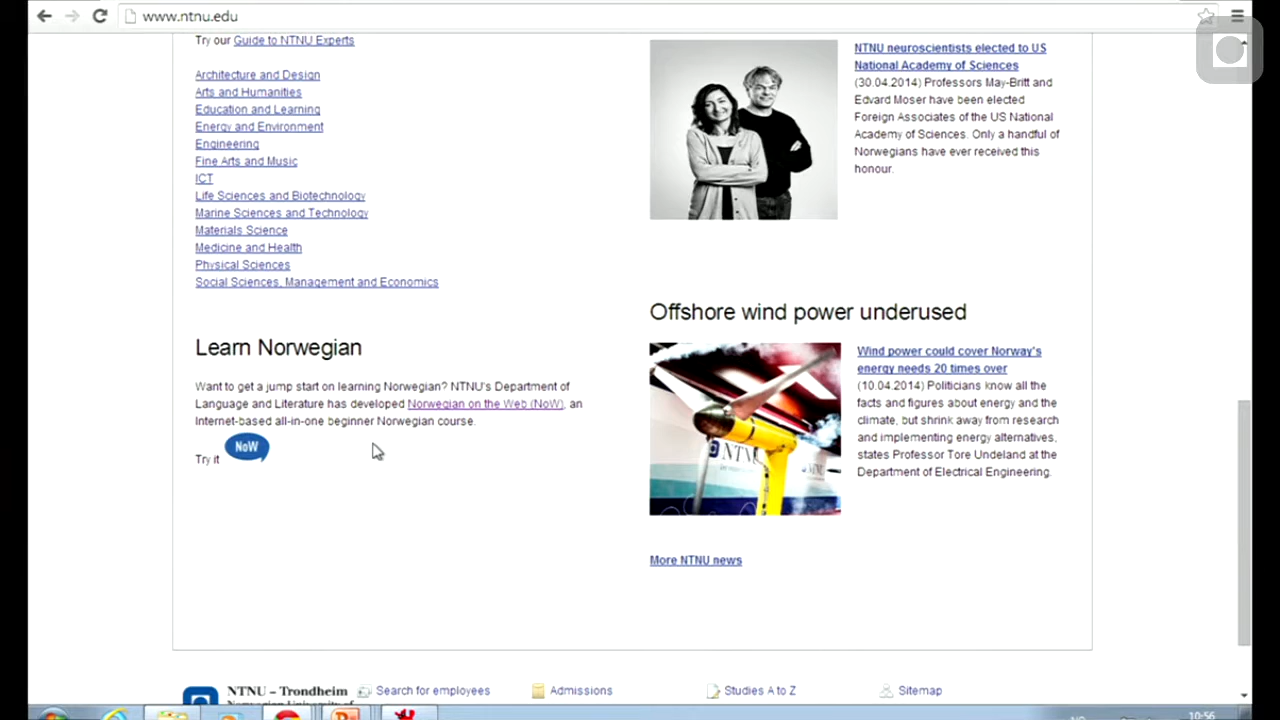 www.ntnu.edu
Try our Guide to NTNU Experts
Architecture and Design
Arts and Humanities
Education and Learning
Energy and Environment
Engineering
Fine Arts and Music
ICT
Life Sciences and Biotechnology
Marine Sciences and Technology
Materials Science
Medicine and Health
Physical Sciences
Social Sciences, Management and Economics
Learn Norwegian
Want to get a jump start on learning Norwegian? NTNU's Department of
Language and Literature has developed Norwegian on the Web (NoW), an
Internet-based all-in-one beginner Norwegian course.
Try it NoW
NTNU neuroscientists elected to US
National Academy of Sciences
(30.04.2014) Professors May-Britt and
Edvard Moser have been elected
Foreign Associates of the US National
Academy of Sciences. Only a handful of
Norwegians have ever received this
honour.
Offshore wind power underused
NTNU
Wind power could cover Norway's
energy needs 20 times over
(10.04.2014) Politicians know all the
facts and figures about energy and the
climate, but shrink away from research
and implementing energy alternatives,
states Professor Tore Undeland at the
Department of Electrical Engineering.
More NTNU news
NTNU – Trondheim
Norwegian University of
Search for employees
Admissions
Studies A to Z
Sitemap
NO
10:56